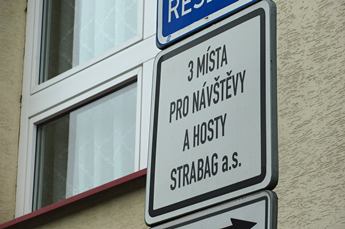 3 MÍSTA
PRO NÁVŠTĚVY
A HOSTY
STRABAG a.s.